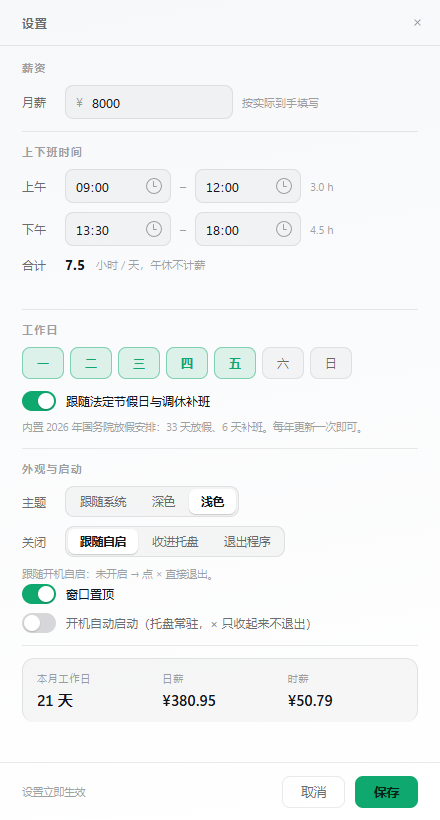 设置 ×
薪资
月薪 ¥ 8000 按实际到手填写
上下班时间
上午 09:00 – 12:00 3.0 h
下午 13:30 – 18:00 4.5 h
合计 7.5 小时 / 天，午休不计薪
工作日
一 二 三 四 五 六 日
跟随法定节假日与调休补班
内置 2026 年国务院放假安排：33 天放假、6 天补班。每年更新一次即可。
外观与启动
主题 跟随系统 深色 浅色
关闭 跟随自启 收进托盘 退出程序
跟随开机自启：未开启 → 点 × 直接退出。
窗口置顶
开机自动启动（托盘常驻，× 只收起来不退出）
本月工作日 日薪 时薪
21 天 ¥380.95 ¥50.79
设置立即生效 取消 保存